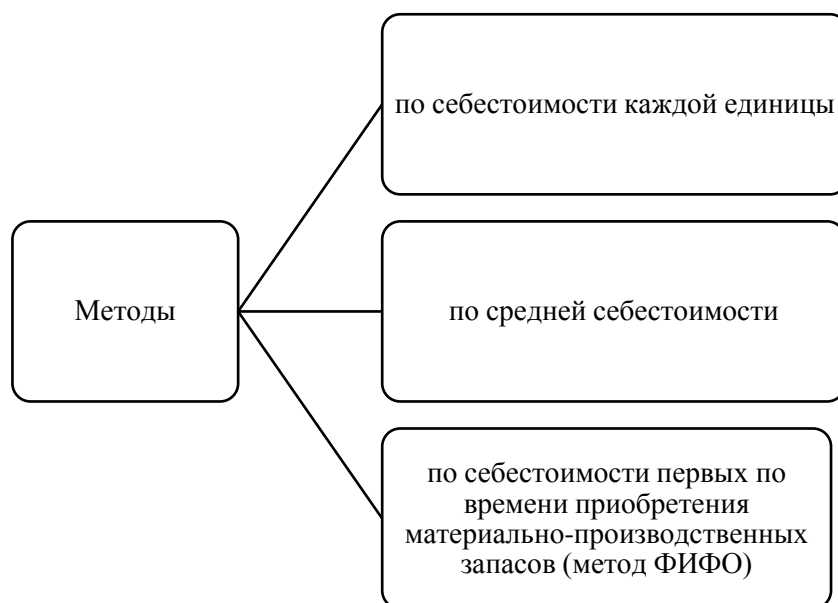 по себестоимости каждой единицы
Методы
по средней себестоимости
по себестоимости первых по
времени приобретения
материально-производственных
запасов (метод ФИФО)